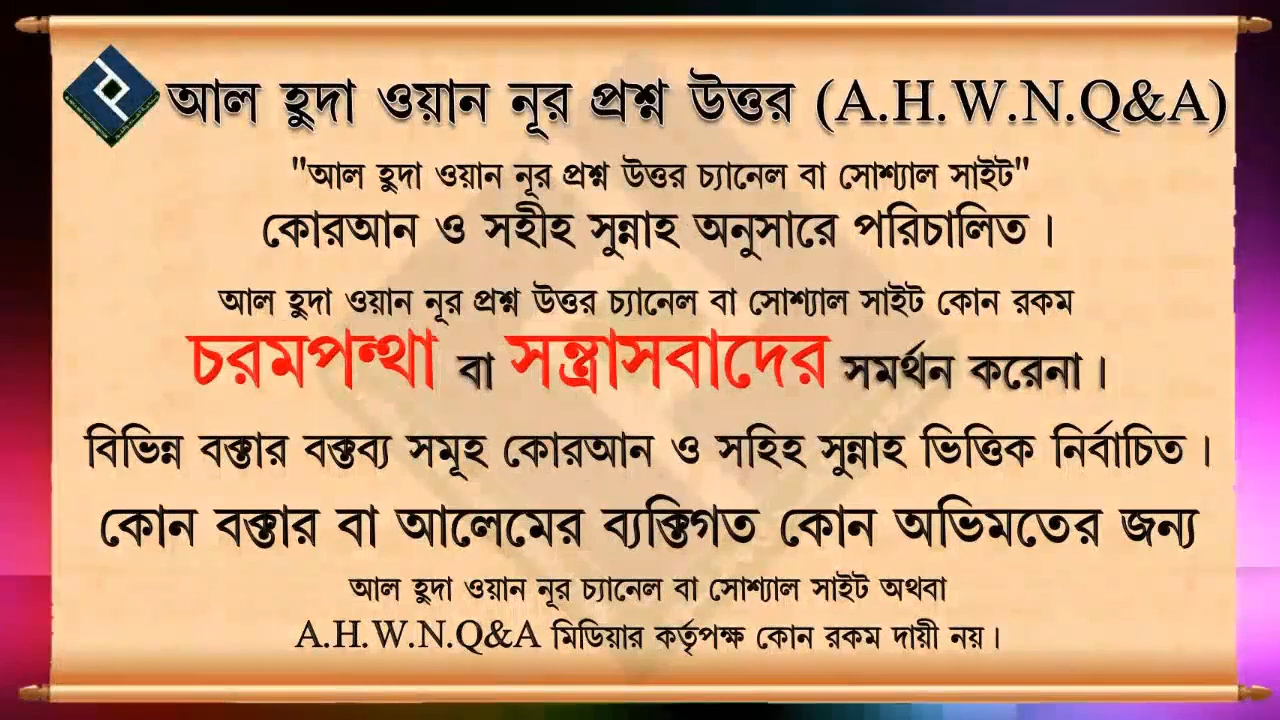 আল হুদা ওয়ান নূর প্রশ্ন উত্তর (A.H.W.N.Q&A)
"আল হুদা ওয়ান নূর প্রশ্ন উত্তর চ্যানেল বা সোশ্যাল সাইট"
কোরআন ও সহীহ সুন্নাহ অনুসারে পরিচালিত।
আল হুদা ওয়ান নূর প্রশ্ন উত্তর চ্যানেল বা সোশ্যাল সাইট কোন রকম
চরমপন্থা বা সন্ত্রাসবাদের সমর্থন করেনা।
বিভিন্ন বক্তার বক্তব্য সমূহ কোরআন ও সহিহ সুন্নাহ ভিত্তিক নির্বাচিত।
কোন বক্তার বা আলেমের ব্যক্তিগত কোন অভিমতের জন্য
আল হুদা ওয়ান নূর চ্যানেল বা সোশ্যাল সাইট অথবা
A.H.W.N.Q&A মিডিয়ার কর্তৃপক্ষ কোন রকম দায়ী নয়।